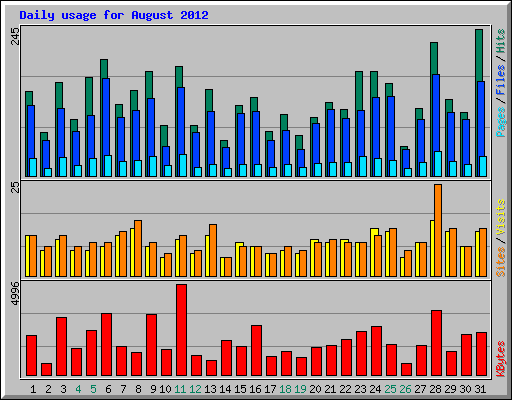 Daily usage for August 2012
245
Pages / Files / Hits
25
Sites / Visits
4996
KBytes
1 2 3 4 5 6 7 8 9 10 11 12 13 14 15 16 17 18 19 20 21 22 23 24 25 26 27 28 29 30 31